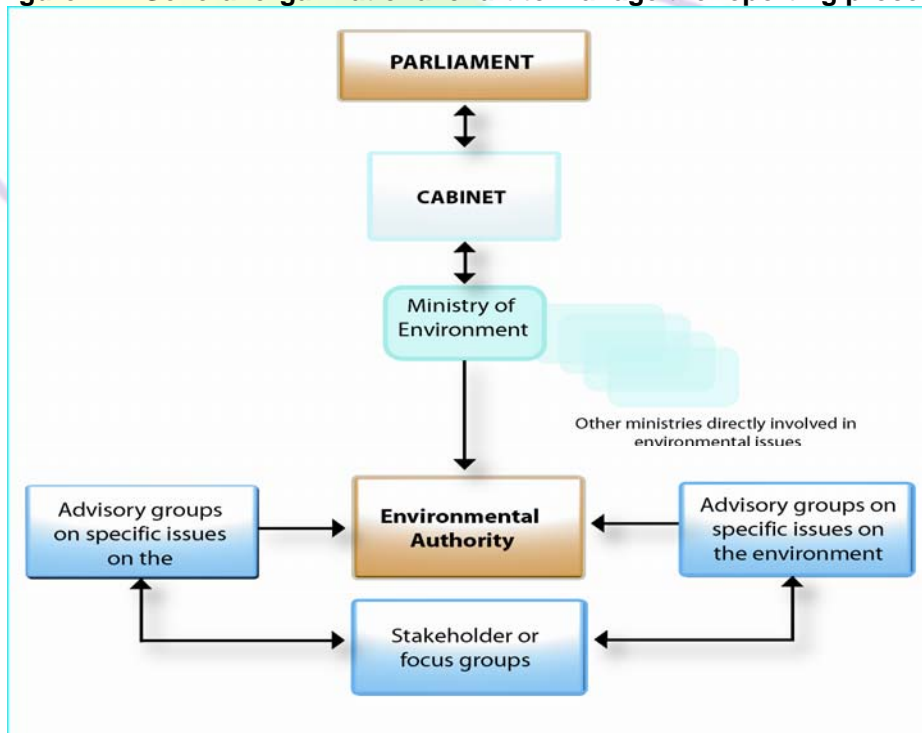 PARLIAMENT
CABINET
Ministry of
Environment
Other ministries directly involved in
environmental issues
Advisory groups
on specific issues
on the
Environmental
Authority
Advisory groups on
specific issues on
the environment
Stakeholder or
focus groups